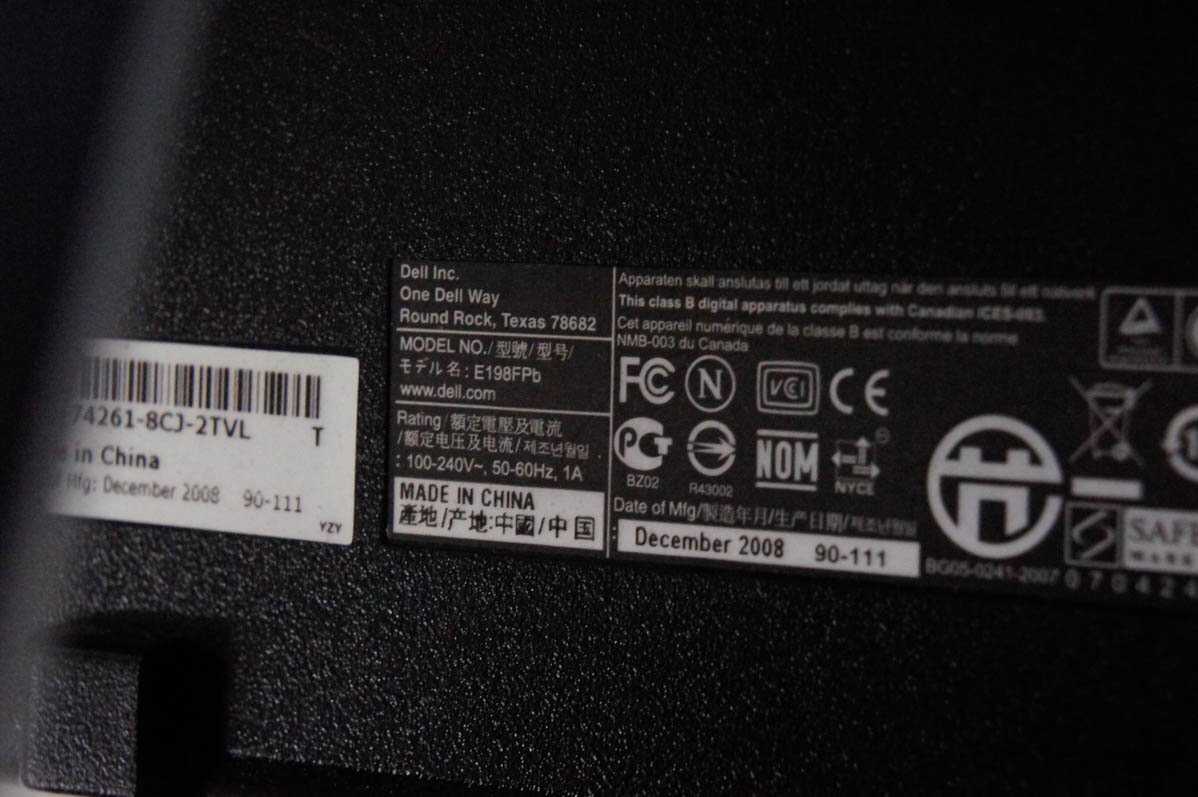 74261-8CJ-2TVL
T
in China
Mfg: December 2008 90-111
YZY
Dell Inc.
One Dell Way
Round Rock, Texas 78682
MODEL NO./型號/型号/
モデル名: E198FPb
www.dell.com
Rating/額定電壓及電流
/额定电压及电流/제조년월일
: 100-240V~, 50-60Hz, 1A
MADE IN CHINA
產地/产地:中國/中国
Apparaten skall anslutas till ett jordat uttag när den ansluts till ett nätverk
This class B digital apparatus complies with Canadian ICES-003.
Cet appareil numérique de la classe B est conforme la norme
NMB-003 du Canada
FC N VCI CE
PCT
BZ02
R43002
NOM
NYCE
Date of Mfg/製造年月/生产日期/제조년월일
December 2008 90-111
BG05-0241-2007
07042
S SAFE